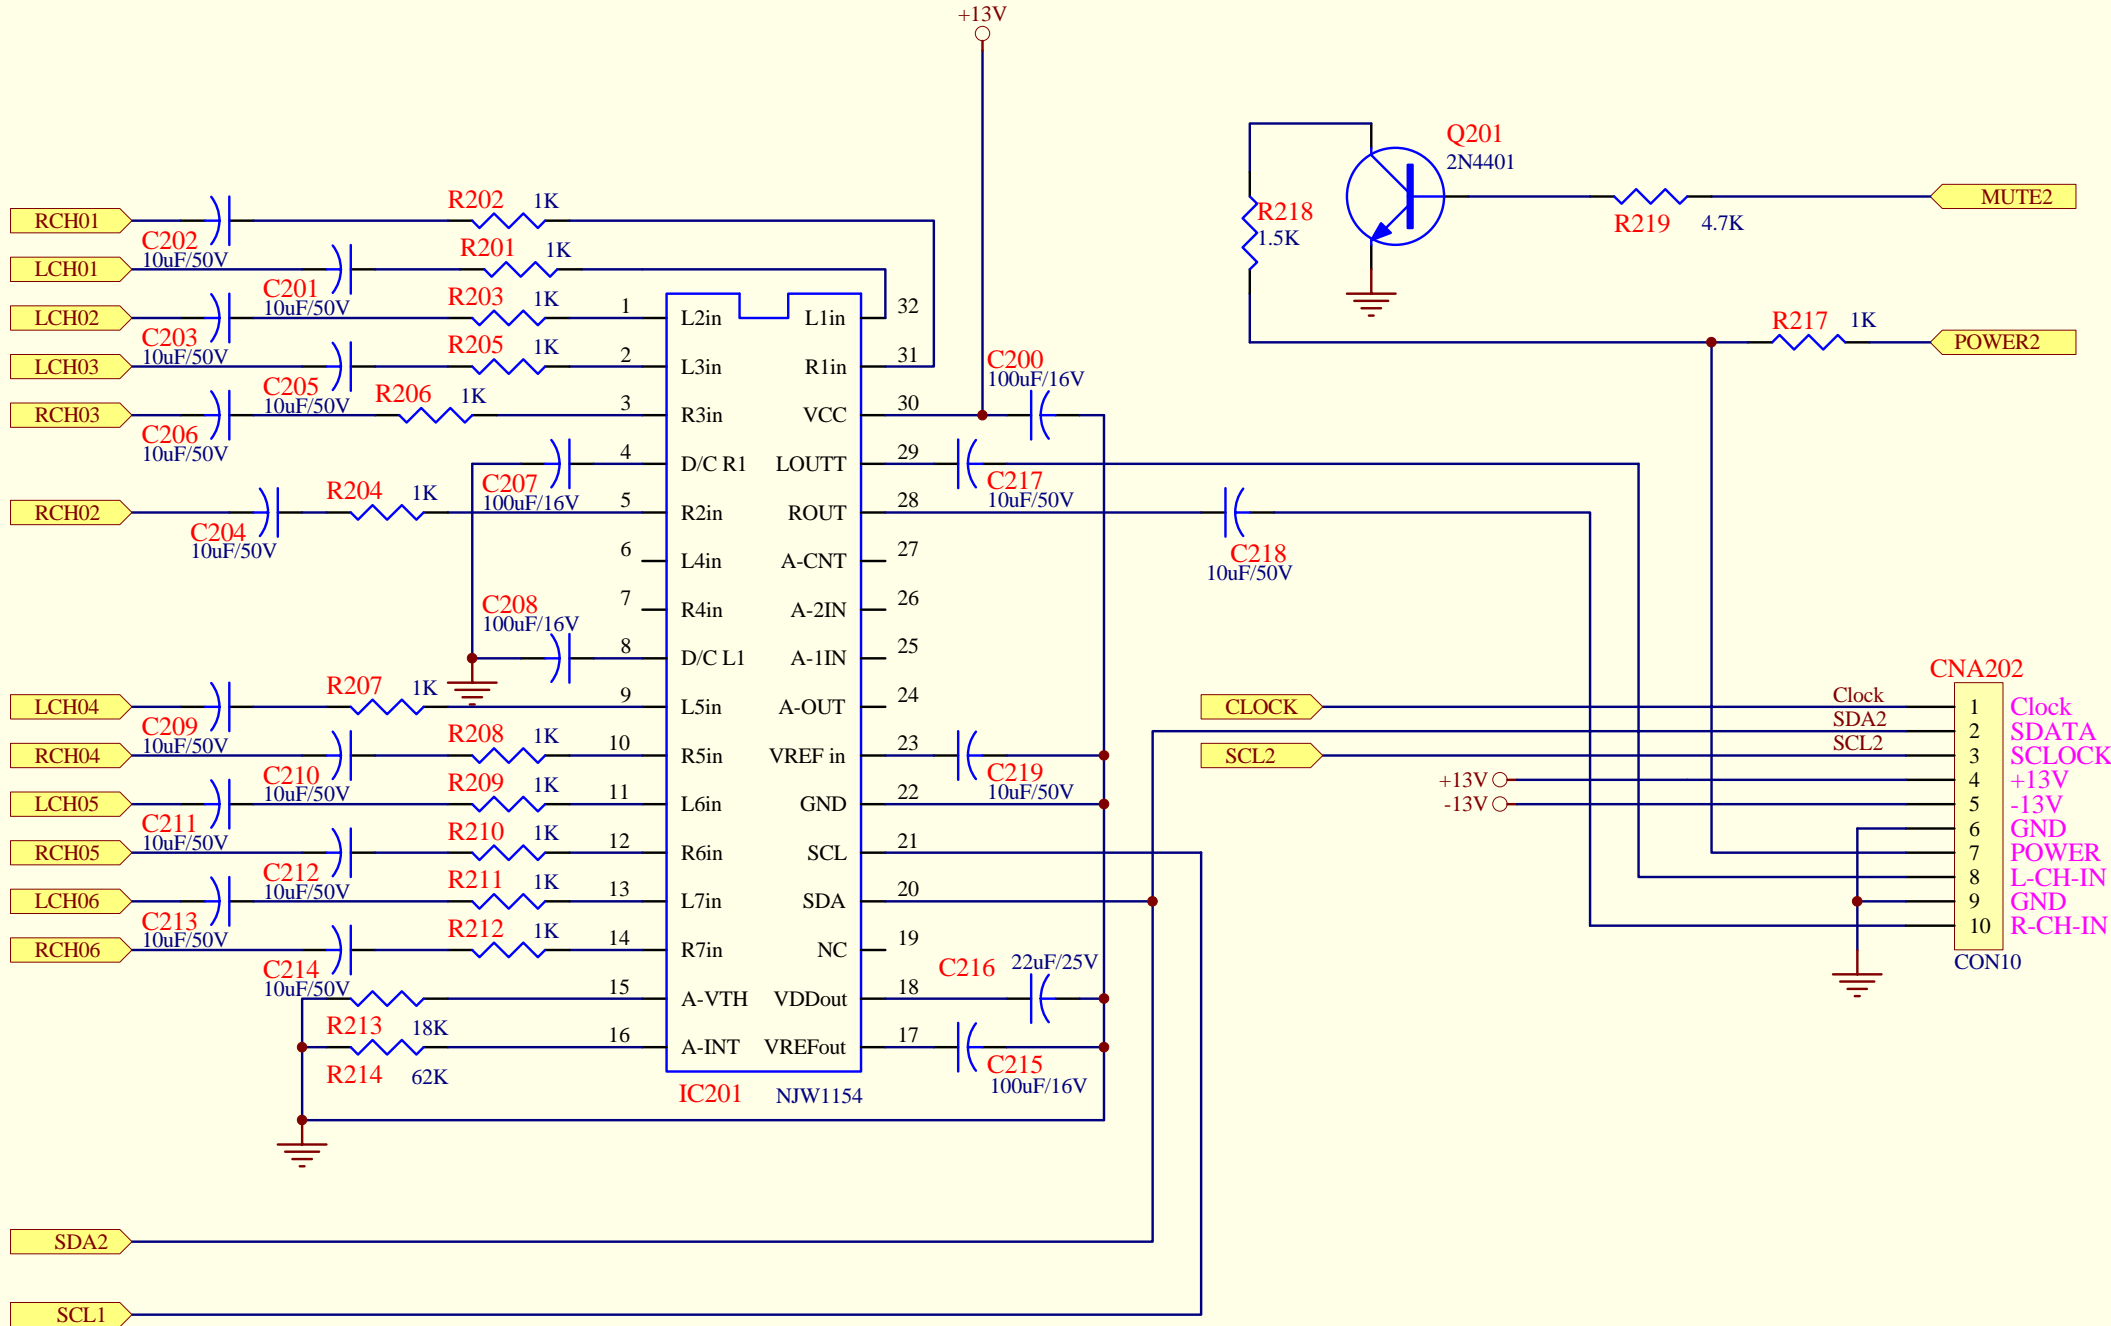 +13V
Q201
2N4401
MUTE2
R219
4.7K
R218
1.5K
R217
1K
POWER2
RCH01
C202
10uF/50V
R202
1K
LCH01
C201
10uF/50V
R201
1K
LCH02
C203
10uF/50V
R203
1K
LCH03
C205
10uF/50V
R205
1K
RCH03
C206
10uF/50V
R206
1K
C207
100uF/16V
RCH02
C204
10uF/50V
R204
1K
C208
100uF/16V
LCH04
C209
10uF/50V
R207
1K
RCH04
C210
10uF/50V
R208
1K
LCH05
C211
10uF/50V
R209
1K
RCH05
C212
10uF/50V
R210
1K
LCH06
C213
10uF/50V
R211
1K
RCH06
C214
10uF/50V
R212
1K
R213
18K
R214
62K
1 L2in L1in 32
2 L3in R1in 31
3 R3in VCC 30
4 D/C R1 LOUTT 29
5 R2in ROUT 28
6 L4in A-CNT 27
7 R4in A-2IN 26
8 D/C L1 A-1IN 25
9 L5in A-OUT 24
10 R5in VREF in 23
11 L6in GND 22
12 R6in SCL 21
13 L7in SDA 20
14 R7in NC 19
15 A-VTH VDDout 18
16 A-INT VREFout 17
IC201
NJW1154
C200
100uF/16V
C217
10uF/50V
C218
10uF/50V
C219
10uF/50V
C216
22uF/25V
C215
100uF/16V
CLOCK
SCL2
+13V
-13V
CNA202
Clock 1 Clock
SDA2 2 SDATA
SCL2 3 SCLOCK
4 +13V
5 -13V
6 GND
7 POWER
8 L-CH-IN
9 GND
10 R-CH-IN
CON10
SDA2
SCL1